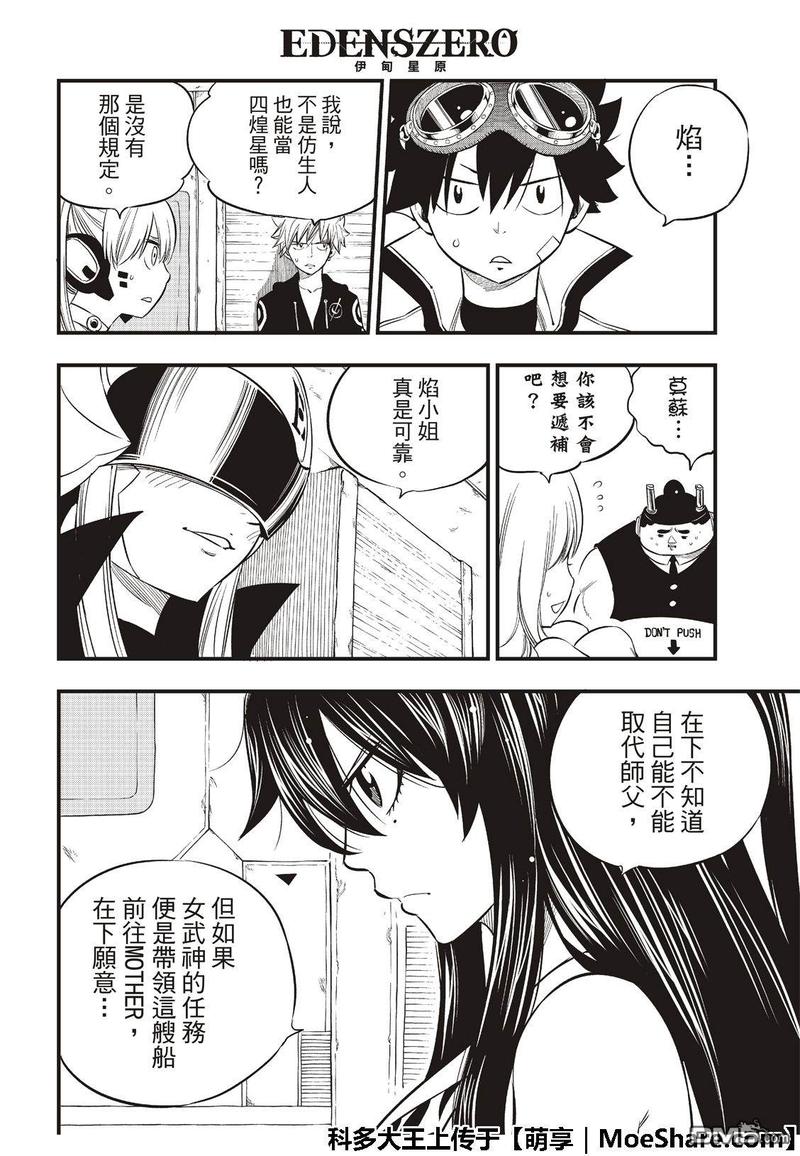 EDENSZERO
伊甸星原
焰…
我說，
不是仿生人
也能當
四煌星嗎？
是沒有
那個規定。
莫蘇…
你該不會
想要遞補
吧？
DON'T PUSH
焰小姐
真是可靠。
在下不知道
自己能不能
取代師父，
但如果
女武神的任務
便是帶領這艘船
前往MOTHER，
在下願意…
科多大王上传于【萌享｜MoeShare.com】